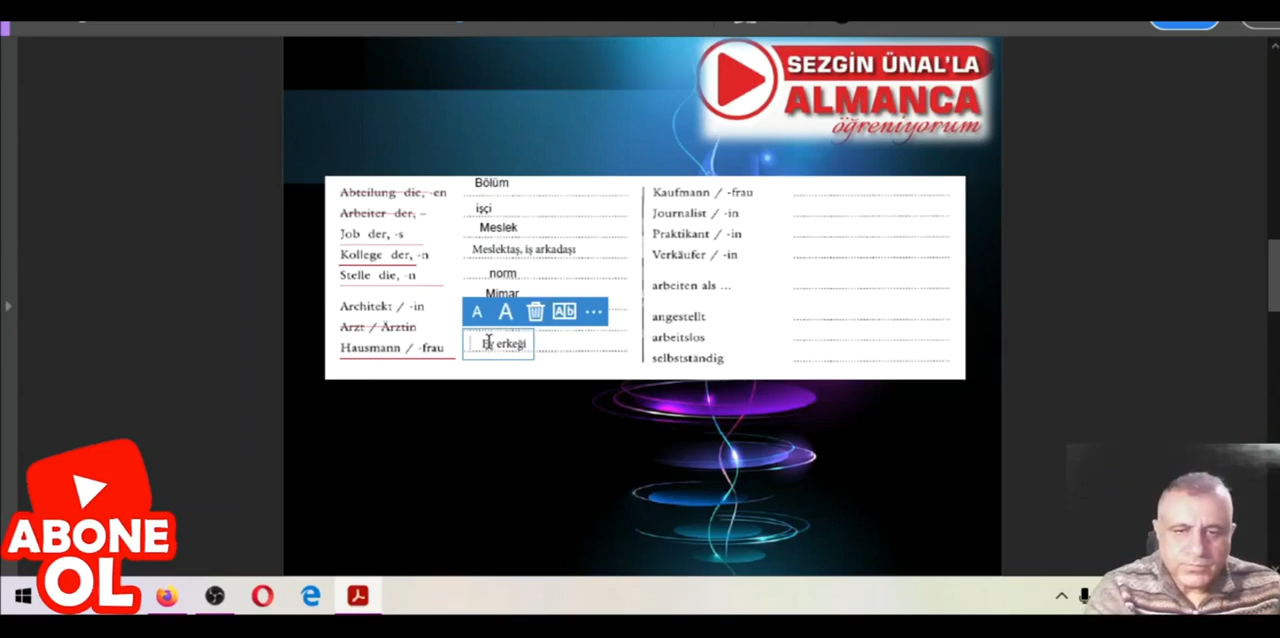 SEZGİN ÜNAL'LA
ALMANCA
öğreniyorum
Abteilung die, -en
Bölüm
Arbeiter der, –
işçi
Job der, -s
Meslek
Kollege der, -n
Meslektaş, iş arkadaşı
Stelle die, -n
norm
Architekt / -in
Mimar
Arzt / Ärztin
Hausmann / -frau
erkeği
Kaufmann / -frau
Journalist / -in
Praktikant / -in
Verkäufer / -in
arbeiten als ...
angestellt
arbeitslos
selbstständig
A A Ab ...
ABONE
OL